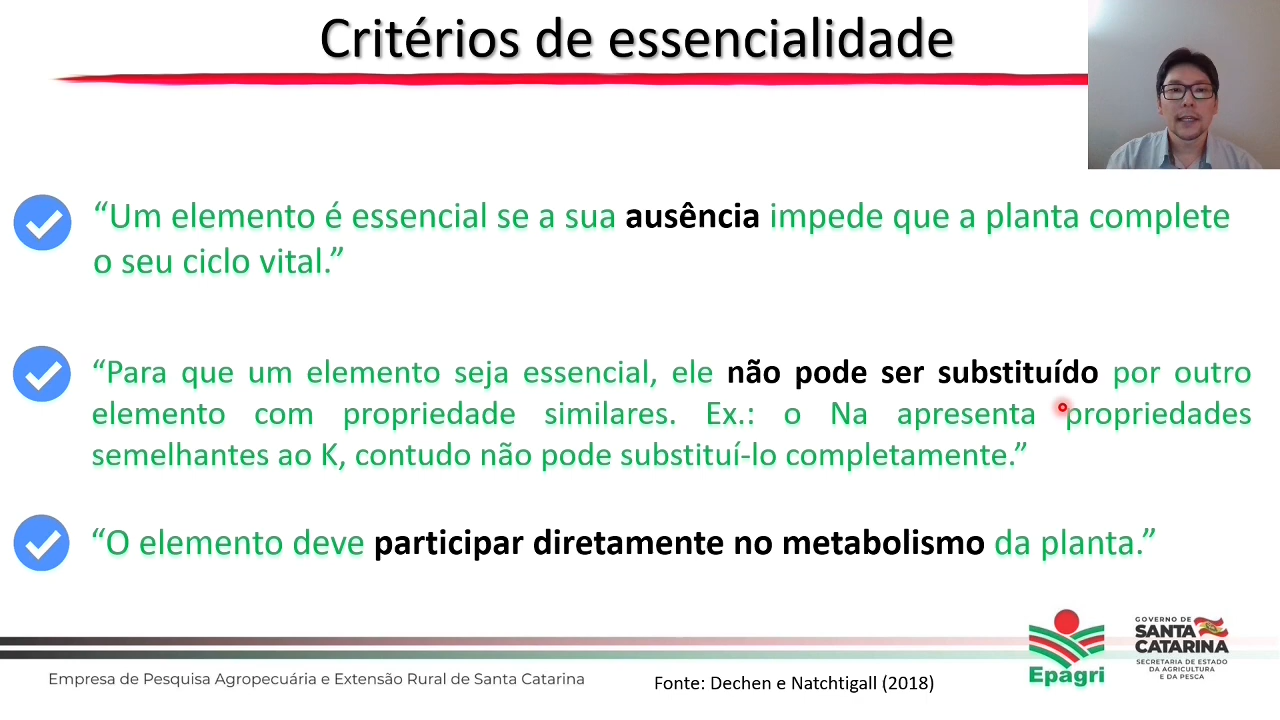 Critérios de essencialidade
“Um elemento é essencial se a sua ausência impede que a planta complete
o seu ciclo vital.”
“Para que um elemento seja essencial, ele não pode ser substituído por outro
elemento com propriedade similares. Ex.: o Na apresenta propriedades
semelhantes ao K, contudo não pode substituí-lo completamente.”
“O elemento deve participar diretamente no metabolismo da planta.”
Empresa de Pesquisa Agropecuária e Extensão Rural de Santa Catarina
Fonte: Dechen e Natchtigall (2018)
Epagri
GOVERNO DE
SANTA
CATARINA
SECRETARIA DE ESTADO
DA AGRICULTURA
E DA PESCA